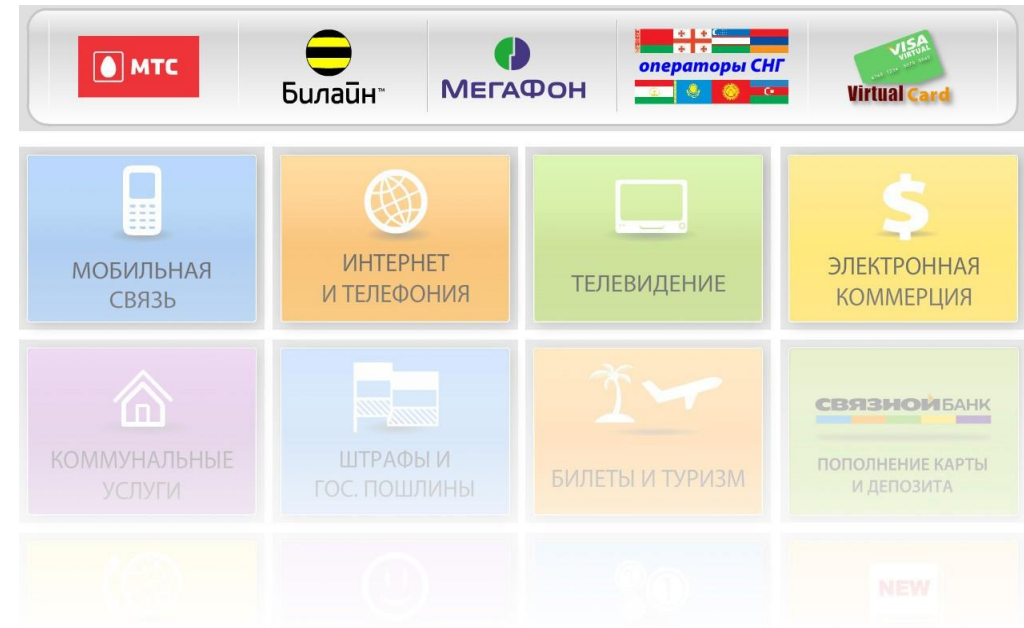 МТС
Билайн™
МЕГАФОН
операторы СНГ
VISA
VIRTUAL
Virtual Card
МОБИЛЬНАЯ
СВЯЗЬ
ИНТЕРНЕТ
И ТЕЛЕФОНИЯ
ТЕЛЕВИДЕНИЕ
ЭЛЕКТРОННАЯ
КОММЕРЦИЯ
КОММУНАЛЬНЫЕ
УСЛУГИ
ШТРАФЫ И
ГОС. ПОШЛИНЫ
БИЛЕТЫ И ТУРИЗМ
СВЯЗНОЙБАНК
ПОПОЛНЕНИЕ КАРТЫ
И ДЕПОЗИТА
NEW